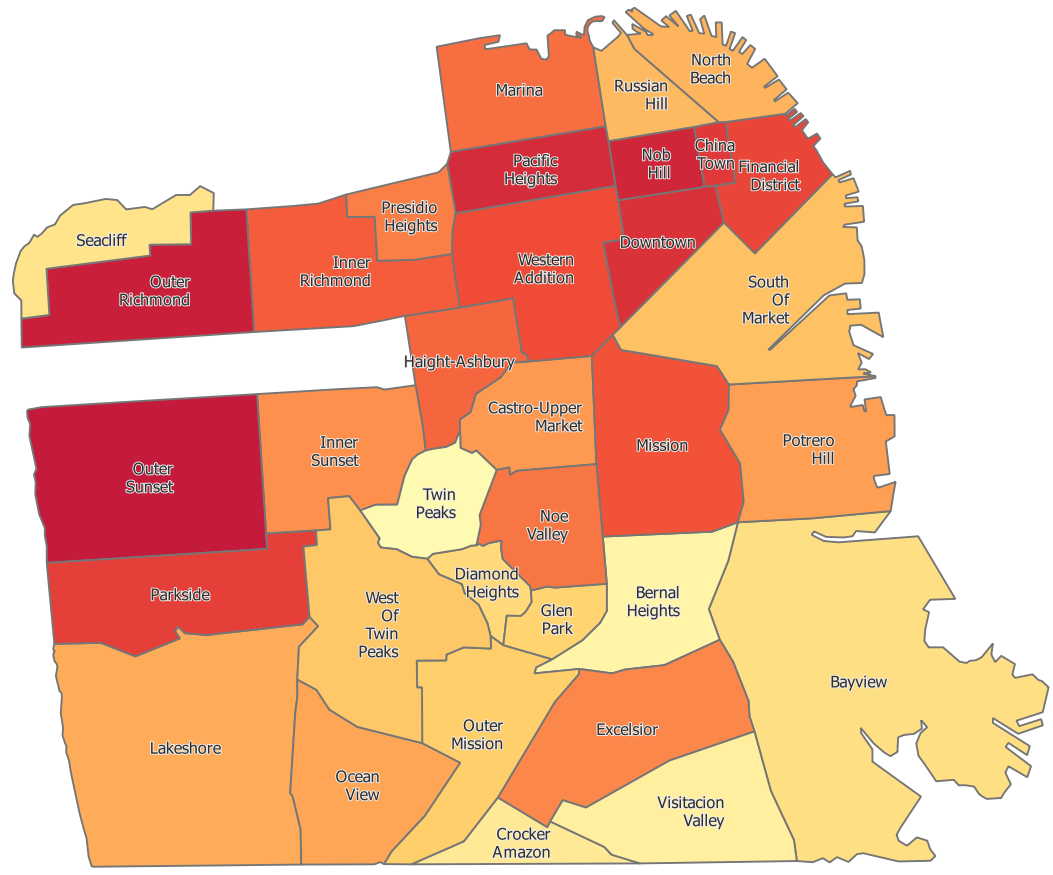 North
Beach
Marina
Russian
Hill
China
Town
Nob
Hill
Pacific
Heights
Financial
District
Presidio
Heights
Seacliff
Downtown
Inner
Richmond
Western
Addition
Outer
Richmond
South
Of
Market
Haight-Ashbury
Castro-Upper
Market
Mission
Potrero
Hill
Inner
Sunset
Outer
Sunset
Twin
Peaks
Noe
Valley
Diamond
Heights
Parkside
West
Of
Twin
Peaks
Glen
Park
Bernal
Heights
Bayview
Outer
Mission
Excelsior
Lakeshore
Ocean
View
Visitacion
Valley
Crocker
Amazon